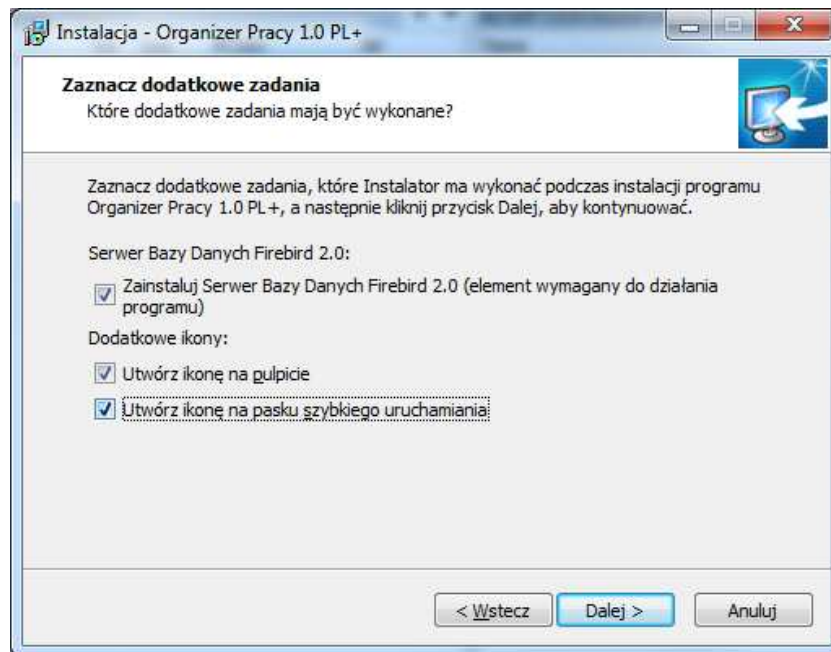 Instalacja - Organizer Pracy 1.0 PL+
Zaznacz dodatkowe zadania
Które dodatkowe zadania mają być wykonane?
Zaznacz dodatkowe zadania, które Instalator ma wykonać podczas instalacji programu
Organizer Pracy 1.0 PL+, a następnie kliknij przycisk Dalej, aby kontynuować.
Serwer Bazy Danych Firebird 2.0:
Zainstaluj Serwer Bazy Danych Firebird 2.0 (element wymagany do działania
programu)
Dodatkowe ikony:
Utwórz ikonę na pulpicie
Utwórz ikonę na pasku szybkiego uruchamiania
< Wstecz Dalej > Anuluj